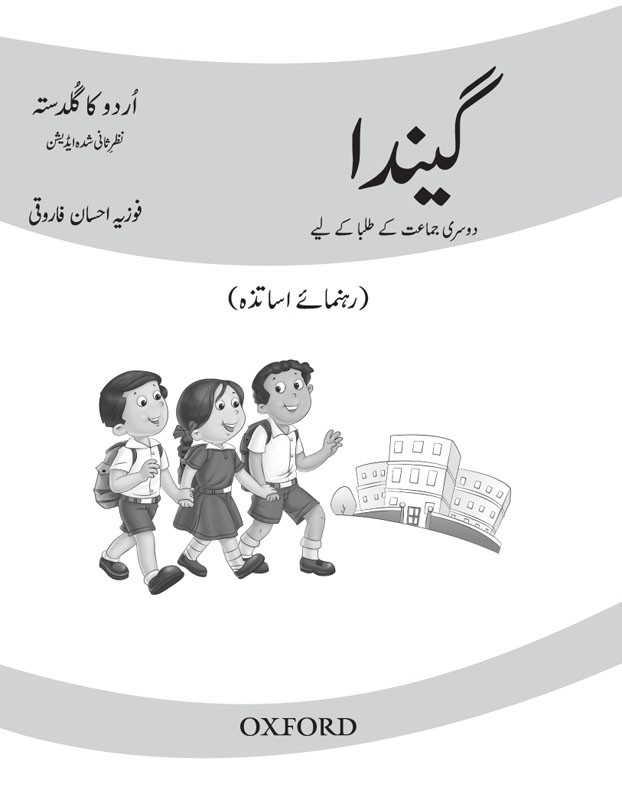 اُردو کا گُلدستہ
نظرِ ثانی شدہ ایڈیشن
فوزیہ احسان فاروقی
گیندا
دوسری جماعت کے طلبا کے لیے
(رہنمائے اساتذہ)
OXFORD